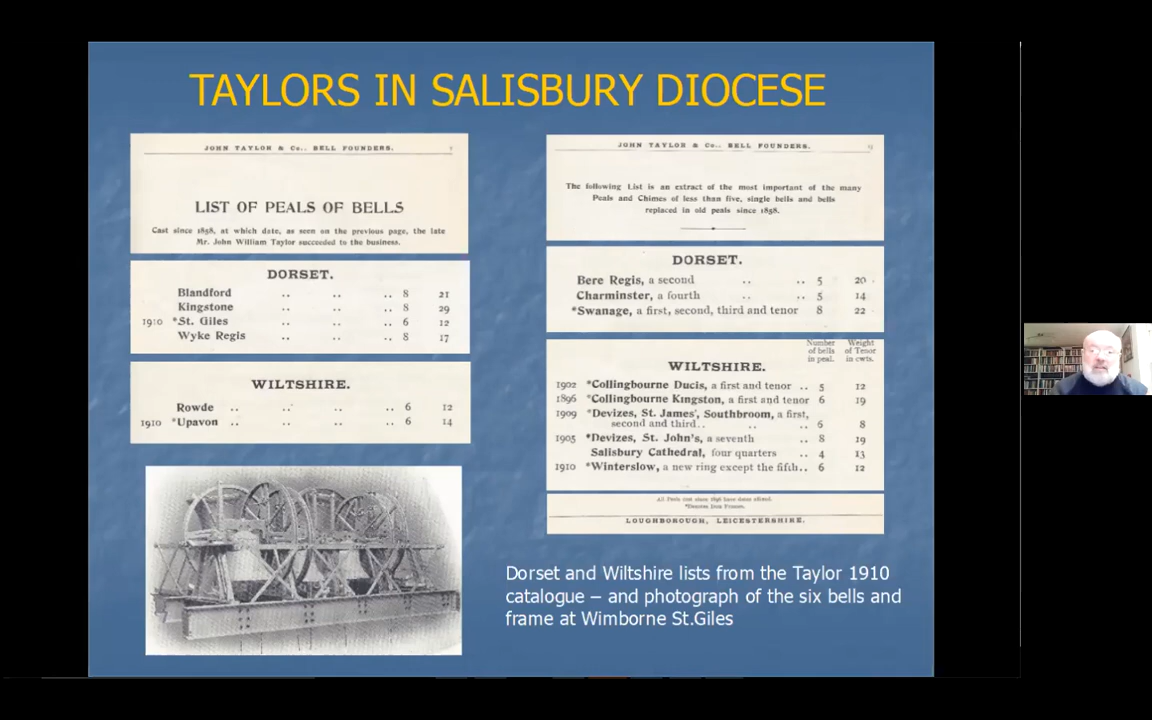 TAYLORS IN SALISBURY DIOCESE
JOHN TAYLOR & Co., BELL FOUNDERS.
LIST OF PEALS OF BELLS
Cast since 1858, at which date, as seen on the previous page, the late
Mr. John William Taylor succeeded to the business.
DORSET.
Blandford .. .. .. 8 21
Kingstone .. .. .. 8 29
1910 *St. Giles .. .. .. 6 12
Wyke Regis .. .. .. 8 17
WILTSHIRE.
Rowde .. .. .. .. 6 12
1910 *Upavon .. .. .. .. 6 14
JOHN TAYLOR & Co., BELL FOUNDERS.
The following List is an extract of the most important of the many
Peals and Chimes of less than five, single bells and bells
replaced in old peals since 1858.
DORSET.
Bere Regis, a second .. .. 5 20
Charminster, a fourth .. .. 5 14
*Swanage, a first, second, third and tenor 8 22
Number of bells in peal.
Weight of Tenor in cwts.
WILTSHIRE.
1902 *Collingbourne Ducis, a first and tenor .. 5 12
1896 *Collingbourne Kingston, a first and tenor 6 19
1909 *Devizes, St. James', Southbroom, a first,
second and third.. .. .. 6 8
1905 *Devizes, St. John's, a seventh .. 8 19
Salisbury Cathedral, four quarters .. 4 13
1910 *Winterslow, a new ring except the fifth.. 6 12
All Peals cast since 1896 have dates affixed.
LOUGHBOROUGH, LEICESTERSHIRE.
Dorset and Wiltshire lists from the Taylor 1910
catalogue – and photograph of the six bells and
frame at Wimborne St.Giles